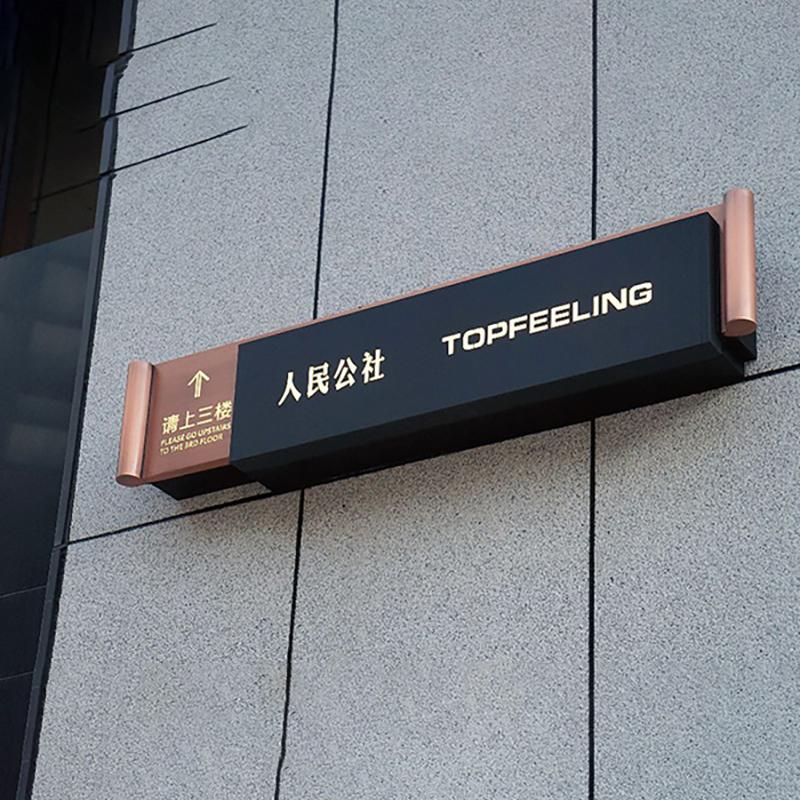 ↑
请上三楼
PLEASE GO UPSTAIRS
TO THE 3RD FLOOR
人民公社
TOPFEELING